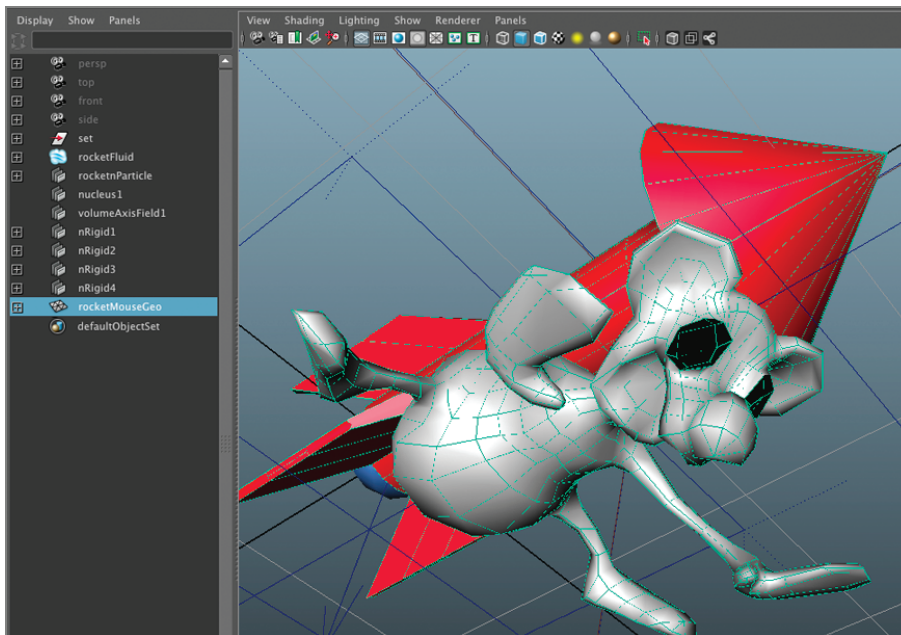 Display Show Panels
View Shading Lighting Show Renderer Panels
persp
top
front
side
set
rocketFluid
rocketnParticle
nucleus1
volumeAxisField1
nRigid1
nRigid2
nRigid3
nRigid4
rocketMouseGeo
defaultObjectSet